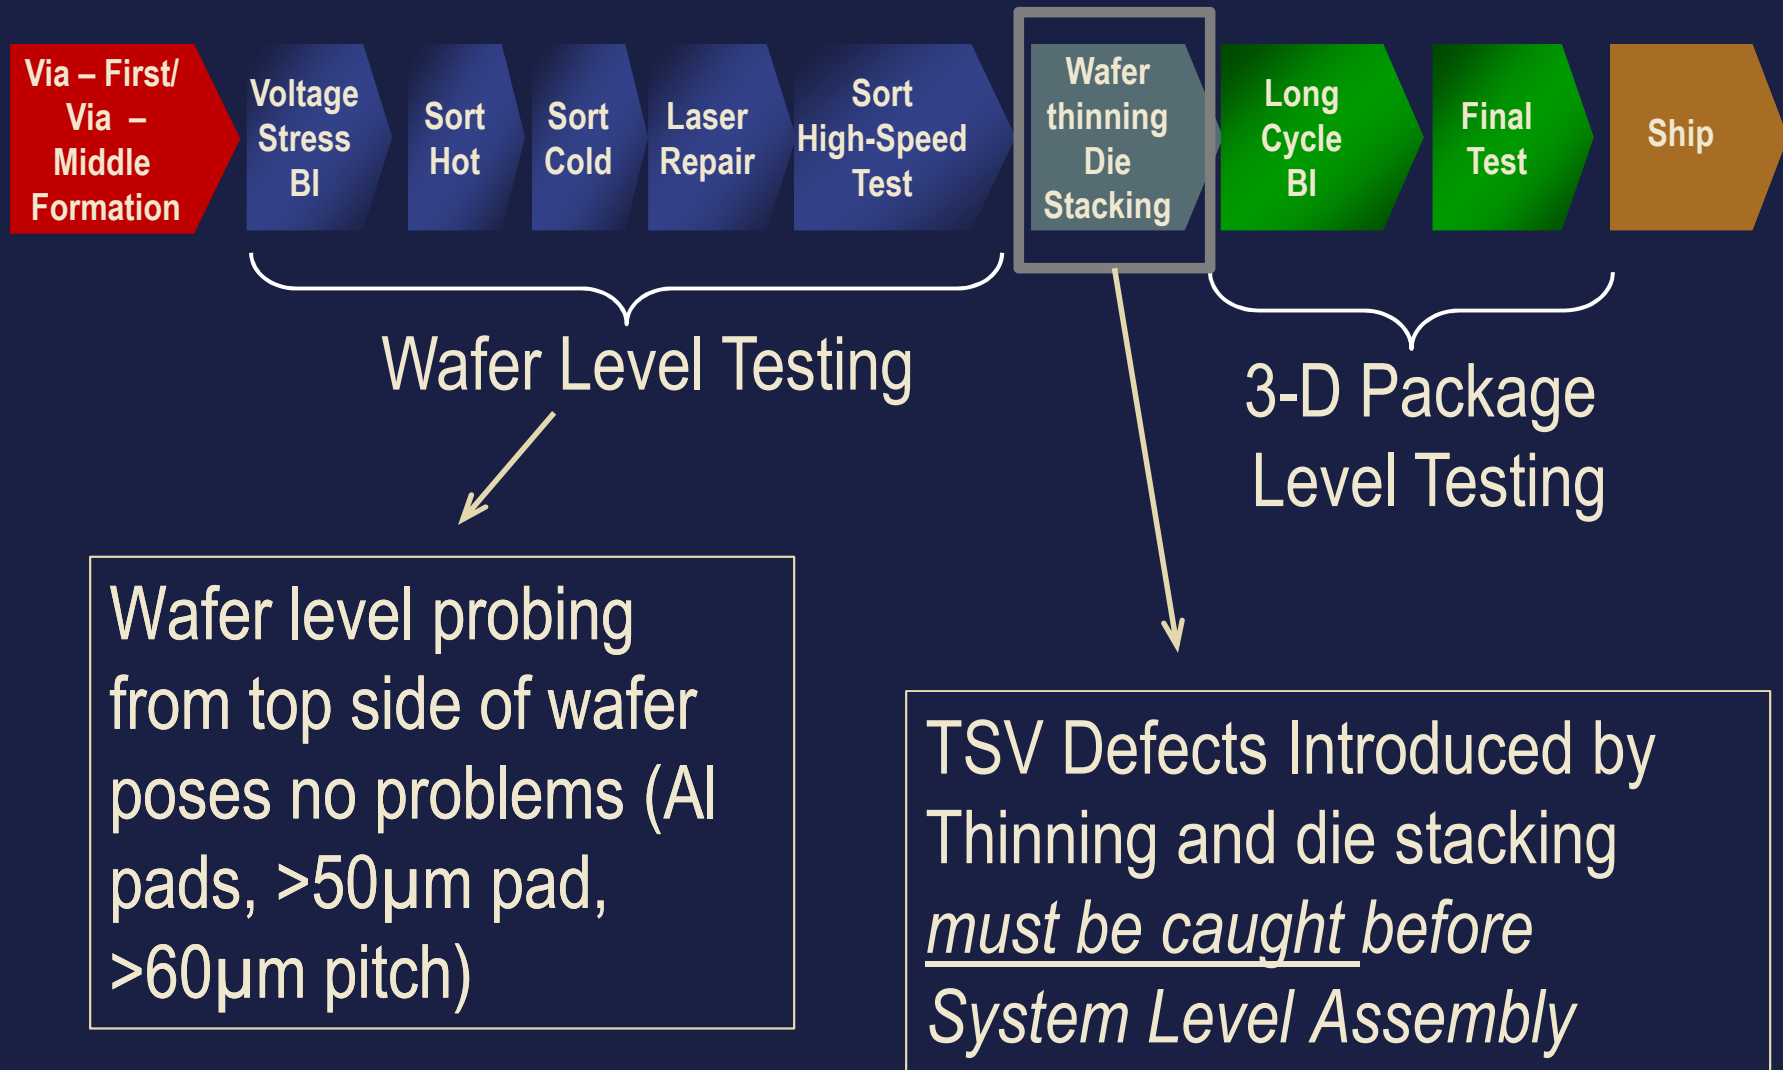 Via – First/
Via –
Middle
Formation
Voltage
Stress
BI
Sort
Hot
Sort
Cold
Laser
Repair
Sort
High-Speed
Test
Wafer
thinning
Die
Stacking
Long
Cycle
BI
Final
Test
Ship
Wafer Level Testing
3-D Package
Level Testing
Wafer level probing
from top side of wafer
poses no problems (Al
pads, >50µm pad,
>60µm pitch)
TSV Defects Introduced by
Thinning and die stacking
must be caught before
System Level Assembly